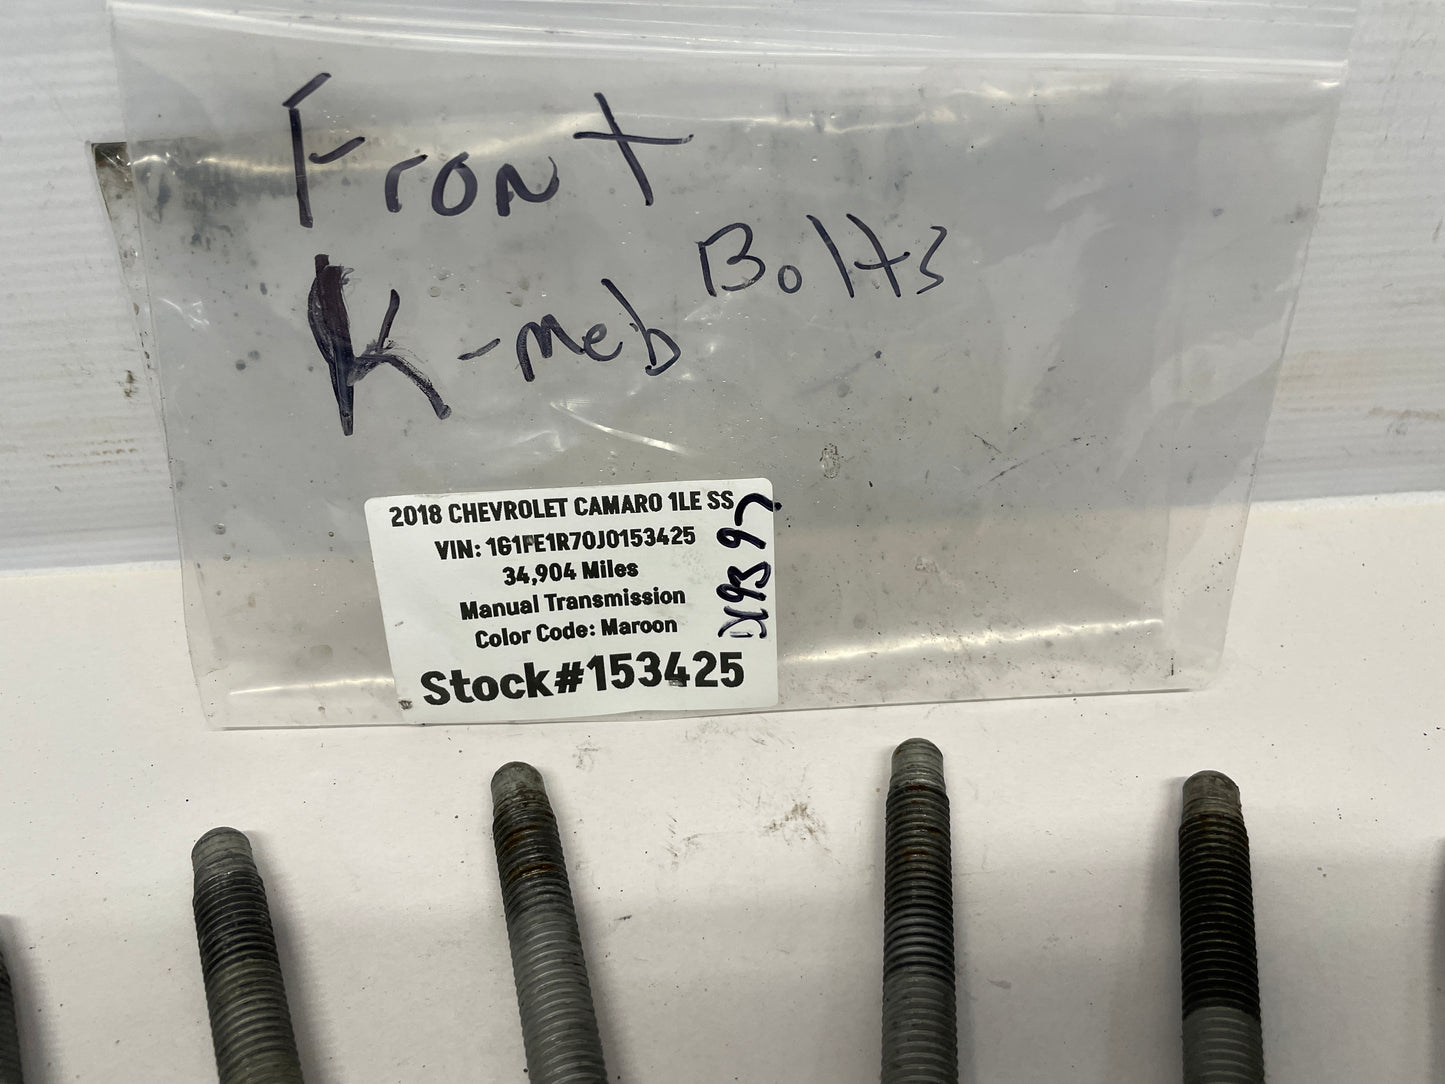 Front
K-meb Bolts
2018 CHEVROLET CAMARO 1LE SS
VIN: 1G1FE1R70J0153425
34,904 Miles
Manual Transmission
Color Code: Maroon
Stock#153425